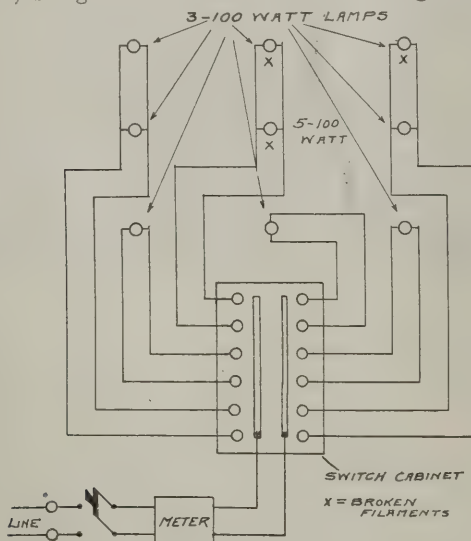 3-100 WATT LAMPS
X
X
5-100
WATT
X
SWITCH CABINET
X = BROKEN
FILAMENTS
LINE
METER